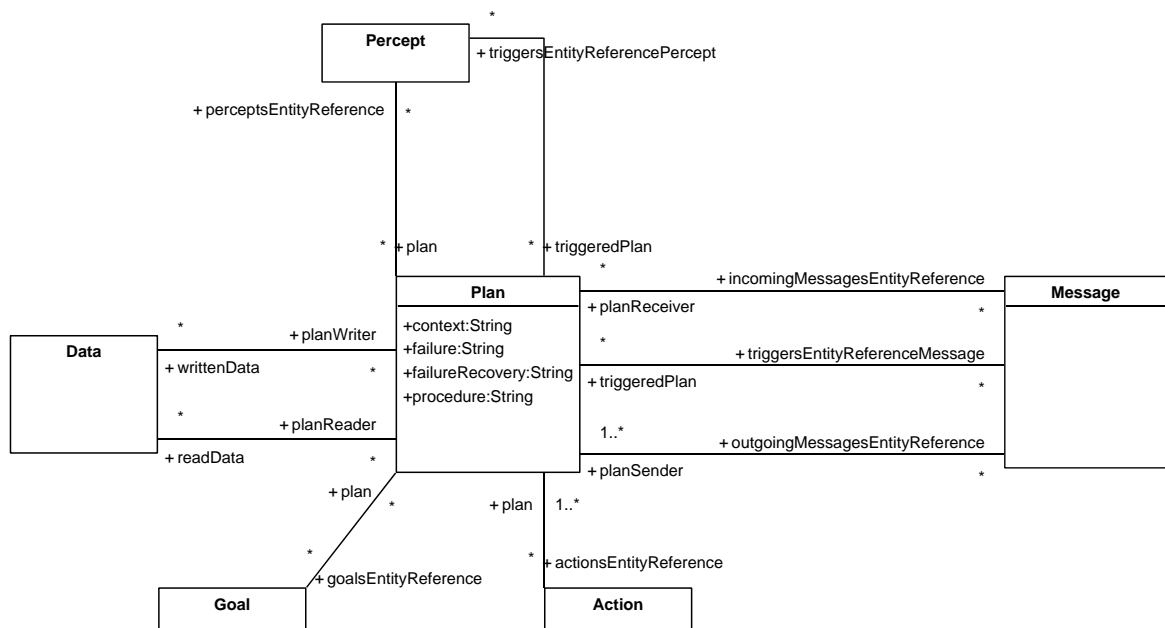 *
Percept
+ triggersEntityReferencePercept
+ perceptsEntityReference
*
* + plan
* + triggeredPlan
*
+ incomingMessagesEntityReference
Plan
Message
+ planReceiver
*
+context:String
*
+ planWriter
+failure:String
*
+ triggersEntityReferenceMessage
Data
+ writtenData
*
+failureRecovery:String
+ triggeredPlan
*
+procedure:String
*
+ planReader
1..*
+ outgoingMessagesEntityReference
+ readData
*
+ planSender
*
+ plan
*
+ plan
1..*
*
+ goalsEntityReference
* + actionsEntityReference
Goal
Action